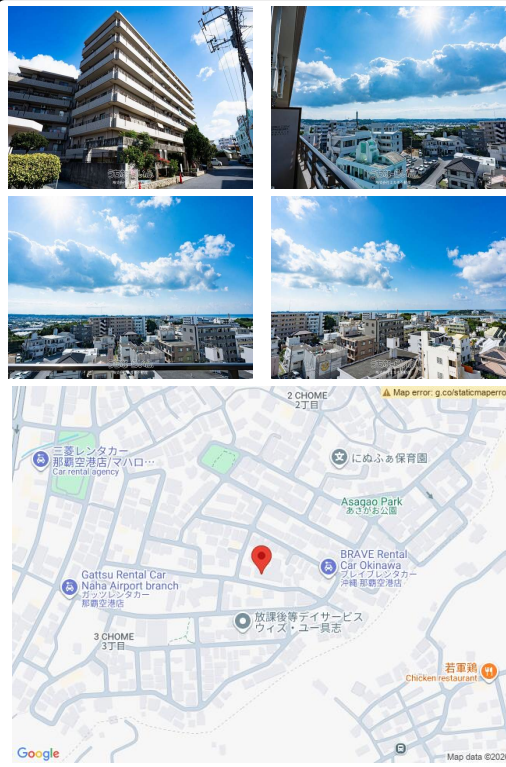 Map error: g.co/staticmaperro
2 CHOME
2丁目
三菱レンタカー
那覇空港店/マハロ…
Car rental agency
にぬふぁ保育園
Asagao Park
あさがお公園
BRAVE Rental
Car Okinawa
ブレイブレンタカー
沖縄 那覇空港店
Gattsu Rental Car
Naha Airport branch
ガッツレンタカー
那覇空港店
放課後等デイサービス
ウィズ・ユー具志
3 CHOME
3丁目
若軍鶏
Chicken restaurant
Google
Map data ©202